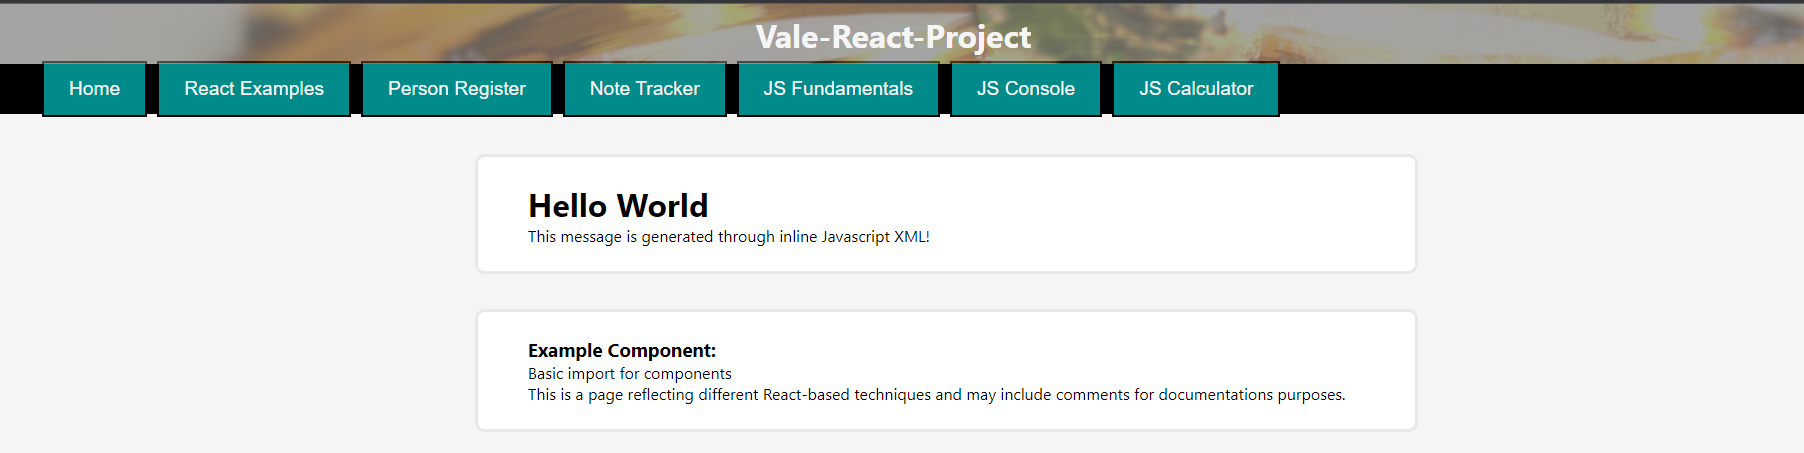 Vale-React-Project
Home React Examples Person Register Note Tracker JS Fundamentals JS Console JS Calculator
Hello World
This message is generated through inline Javascript XML!
Example Component:
Basic import for components
This is a page reflecting different React-based techniques and may include comments for documentations purposes.